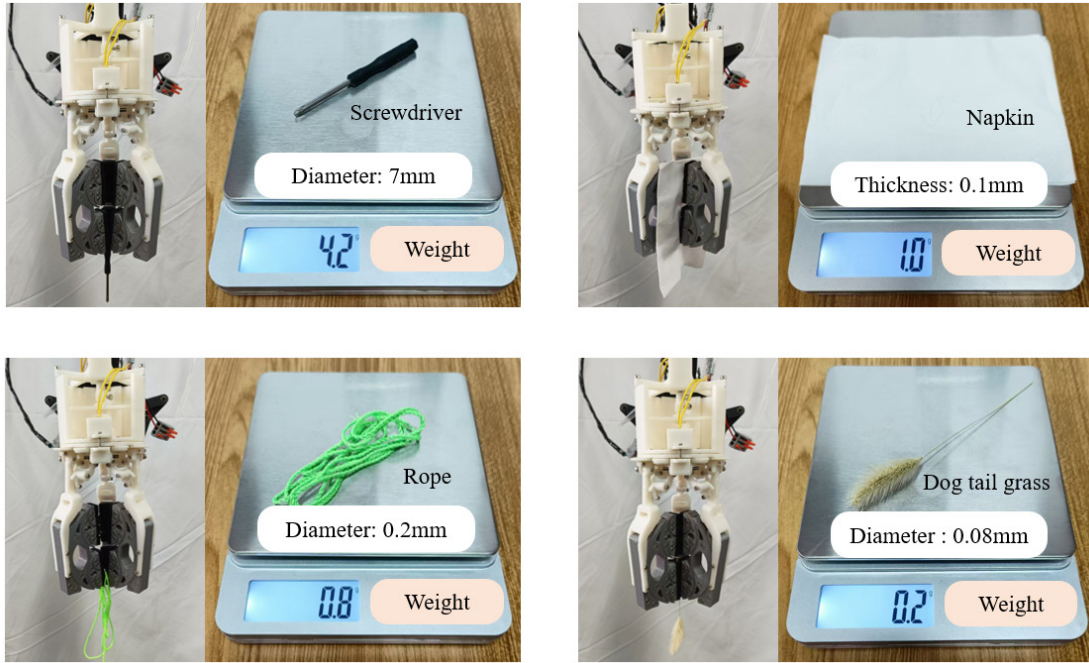 Screwdriver
Diameter: 7mm
4.2 g
Weight
Napkin
Thickness: 0.1mm
1.0 g
Weight
Rope
Diameter: 0.2mm
0.8 g
Weight
Dog tail grass
Diameter : 0.08mm
0.2 g
Weight